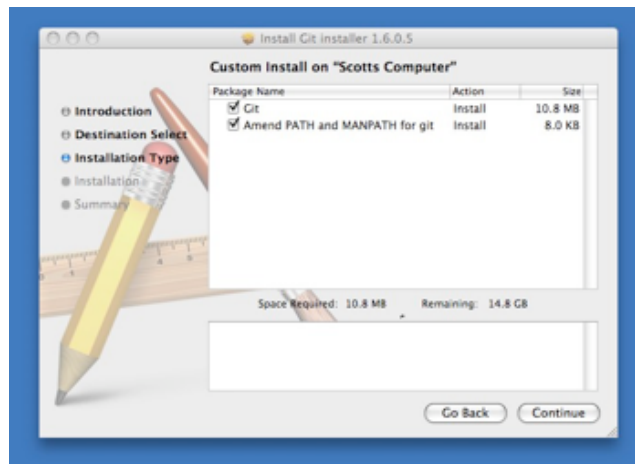 Install Git installer 1.6.0.5
Custom Install on "Scotts Computer"
Package Name Action Size
Git Install 10.8 MB
Amend PATH and MANPATH for git Install 8.0 KB
Introduction
Destination Select
Installation Type
Installation
Summary
Space Required: 10.8 MB Remaining: 14.8 GB
Go Back Continue